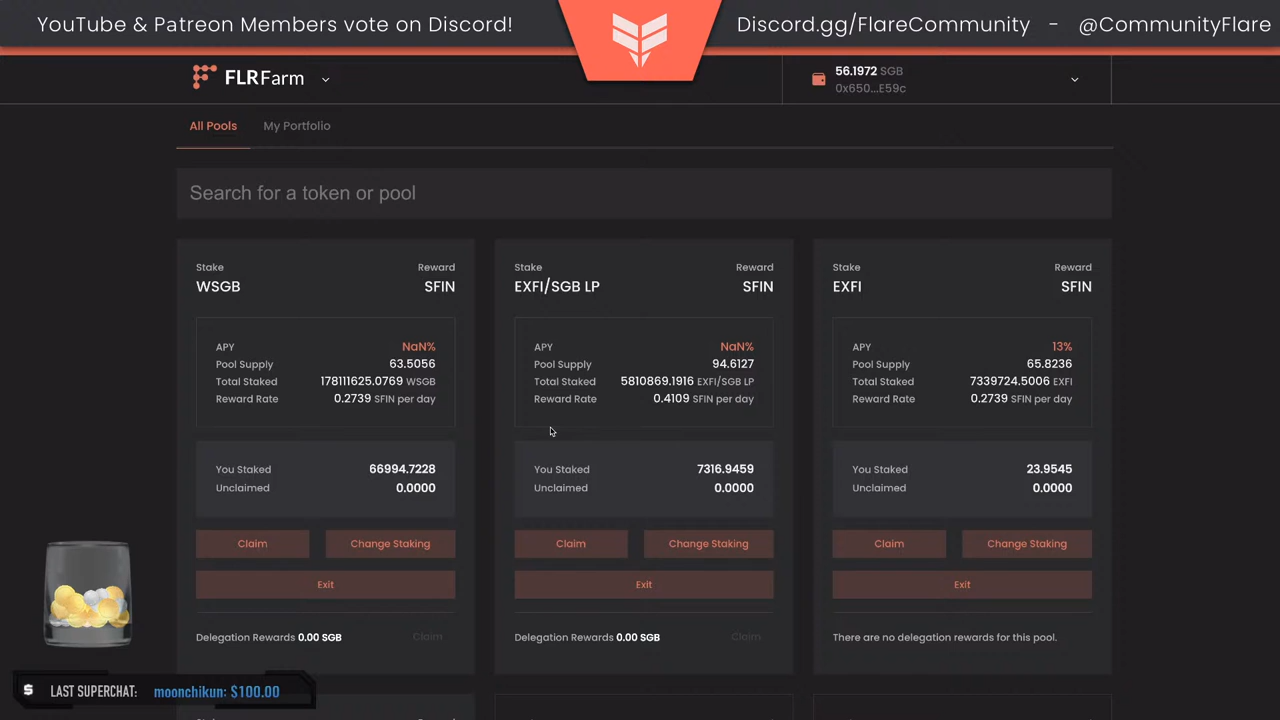 YouTube & Patreon Members vote on Discord!
Discord.gg/FlareCommunity - @CommunityFlare
FLRFarm
56.1972 SGB
0x650...E59c
All Pools My Portfolio
Search for a token or pool
Stake Reward
WSGB SFIN
APY NaN%
Pool Supply 63.5056
Total Staked 178111625.0769 WSGB
Reward Rate 0.2739 SFIN per day
You Staked 66994.7228
Unclaimed 0.0000
Claim Change Staking
Exit
Delegation Rewards 0.00 SGB Claim
Stake Reward
EXFI/SGB LP SFIN
APY NaN%
Pool Supply 94.6127
Total Staked 5810869.1916 EXFI/SGB LP
Reward Rate 0.4109 SFIN per day
You Staked 7316.9459
Unclaimed 0.0000
Claim Change Staking
Exit
Delegation Rewards 0.00 SGB Claim
Stake Reward
EXFI SFIN
APY 13%
Pool Supply 65.8236
Total Staked 7339724.5006 EXFI
Reward Rate 0.2739 SFIN per day
You Staked 23.9545
Unclaimed 0.0000
Claim Change Staking
Exit
There are no delegation rewards for this pool.
LAST SUPERCHAT: moonchikun: $100.00